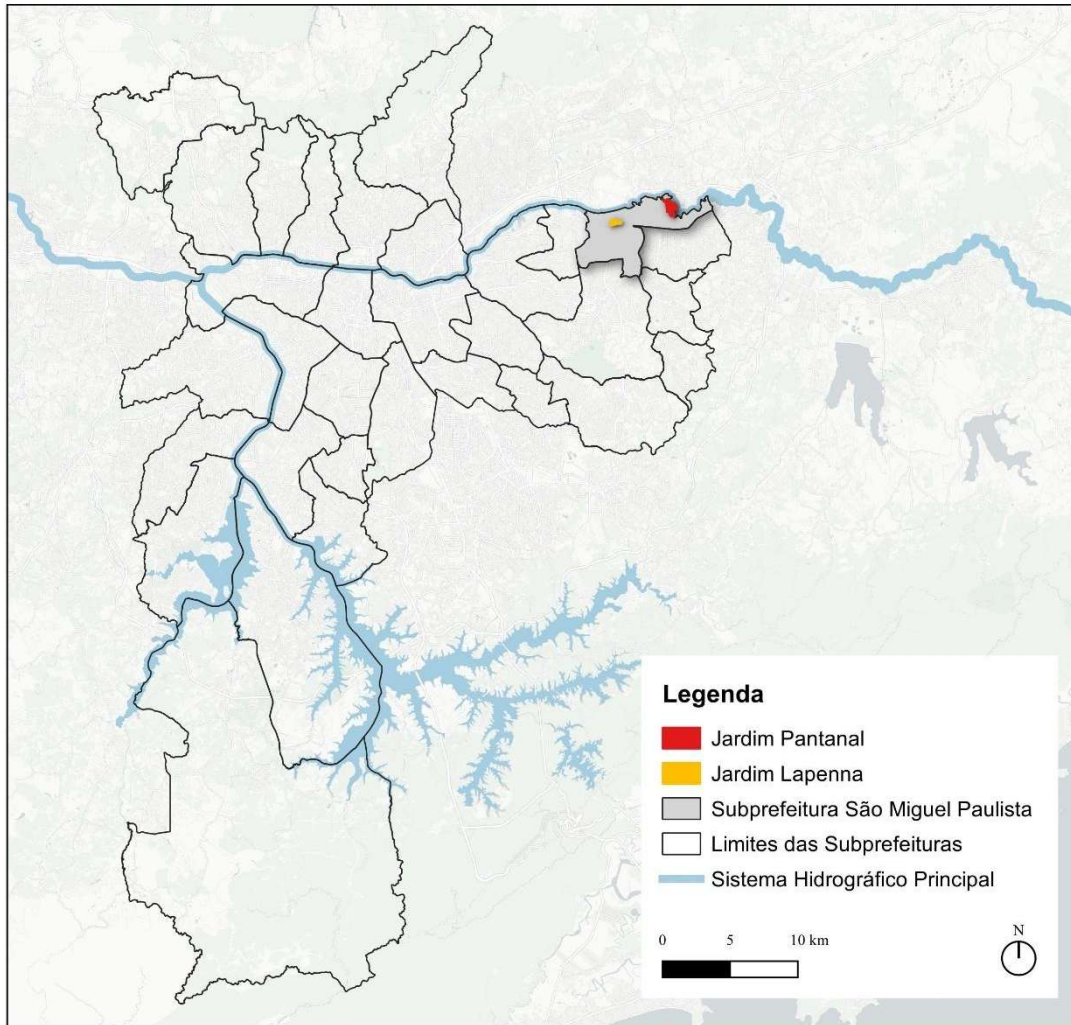 Legenda
Jardim Pantanal
Jardim Lapenna
Subprefeitura São Miguel Paulista
Limites das Subprefeituras
Sistema Hidrográfico Principal
0 5 10 km
N